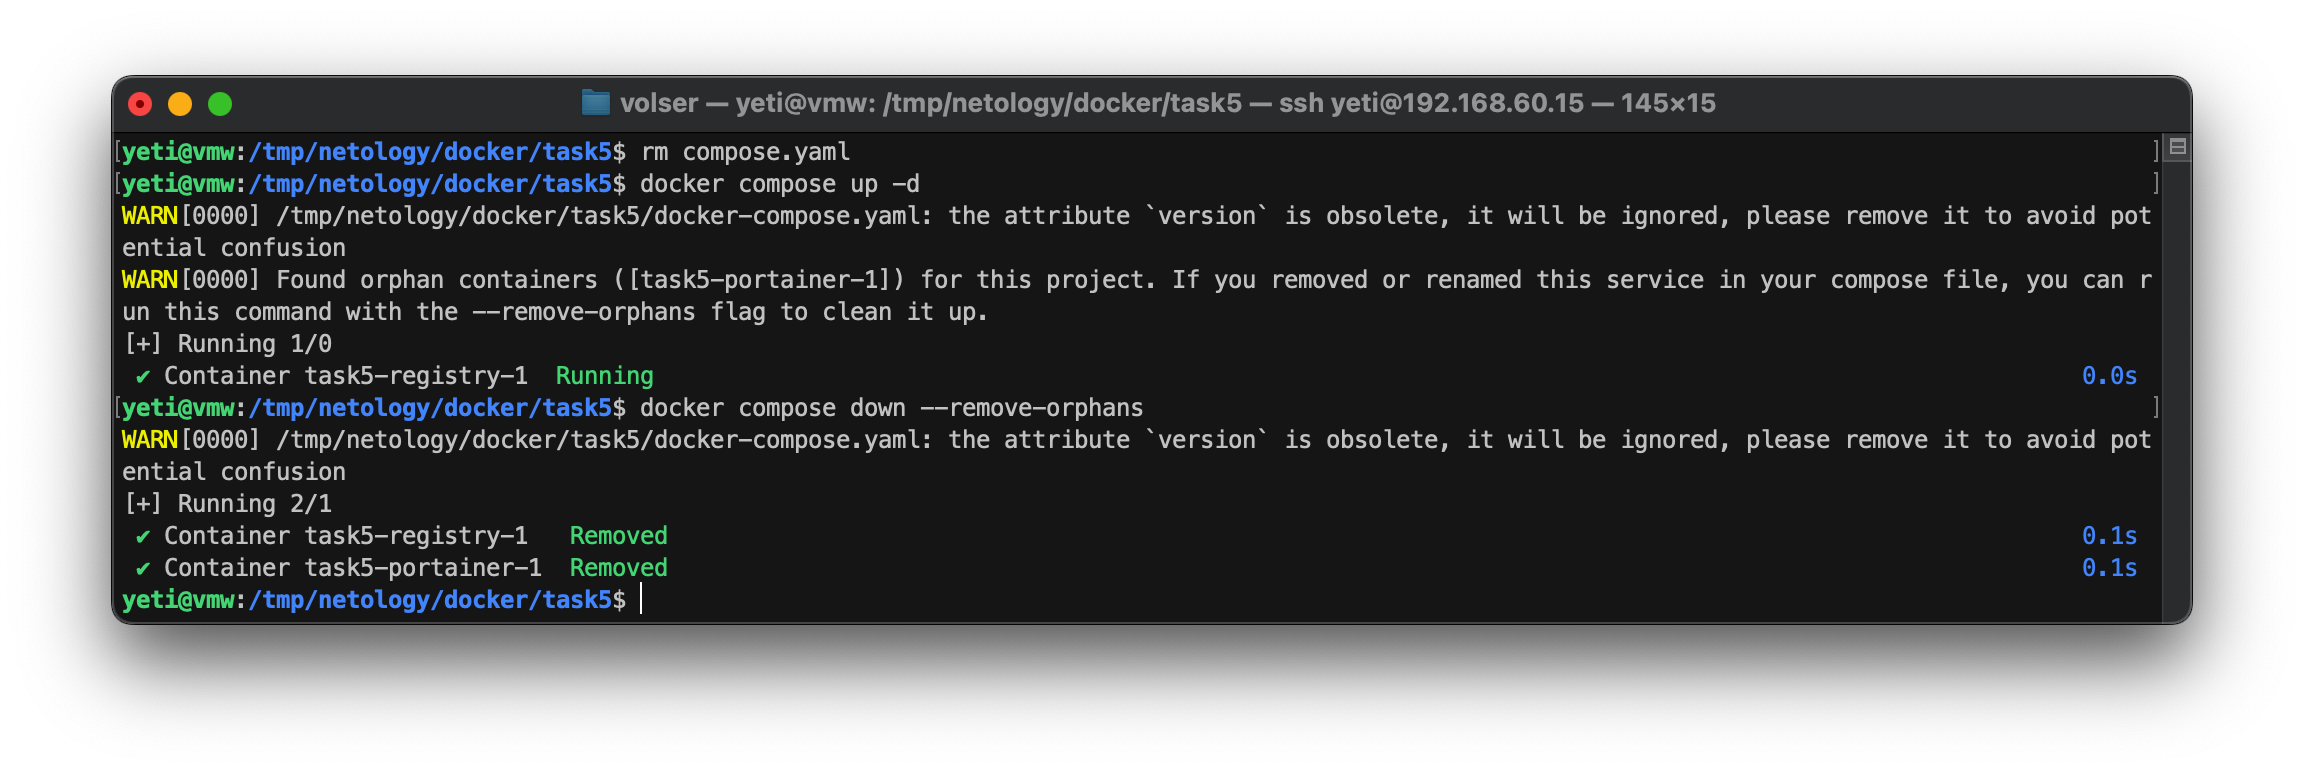 volser — yeti@vmw: /tmp/netology/docker/task5 — ssh yeti@192.168.60.15 — 145×15
[yeti@vmw:/tmp/netology/docker/task5$ rm compose.yaml ]
[yeti@vmw:/tmp/netology/docker/task5$ docker compose up -d ]
WARN[0000] /tmp/netology/docker/task5/docker-compose.yaml: the attribute `version` is obsolete, it will be ignored, please remove it to avoid pot
ential confusion
WARN[0000] Found orphan containers ([task5-portainer-1]) for this project. If you removed or renamed this service in your compose file, you can r
un this command with the --remove-orphans flag to clean it up.
[+] Running 1/0
✔ Container task5-registry-1 Running 0.0s
[yeti@vmw:/tmp/netology/docker/task5$ docker compose down --remove-orphans ]
WARN[0000] /tmp/netology/docker/task5/docker-compose.yaml: the attribute `version` is obsolete, it will be ignored, please remove it to avoid pot
ential confusion
[+] Running 2/1
✔ Container task5-registry-1 Removed 0.1s
✔ Container task5-portainer-1 Removed 0.1s
yeti@vmw:/tmp/netology/docker/task5$